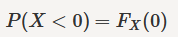 P(X < 0) = F_X(0)